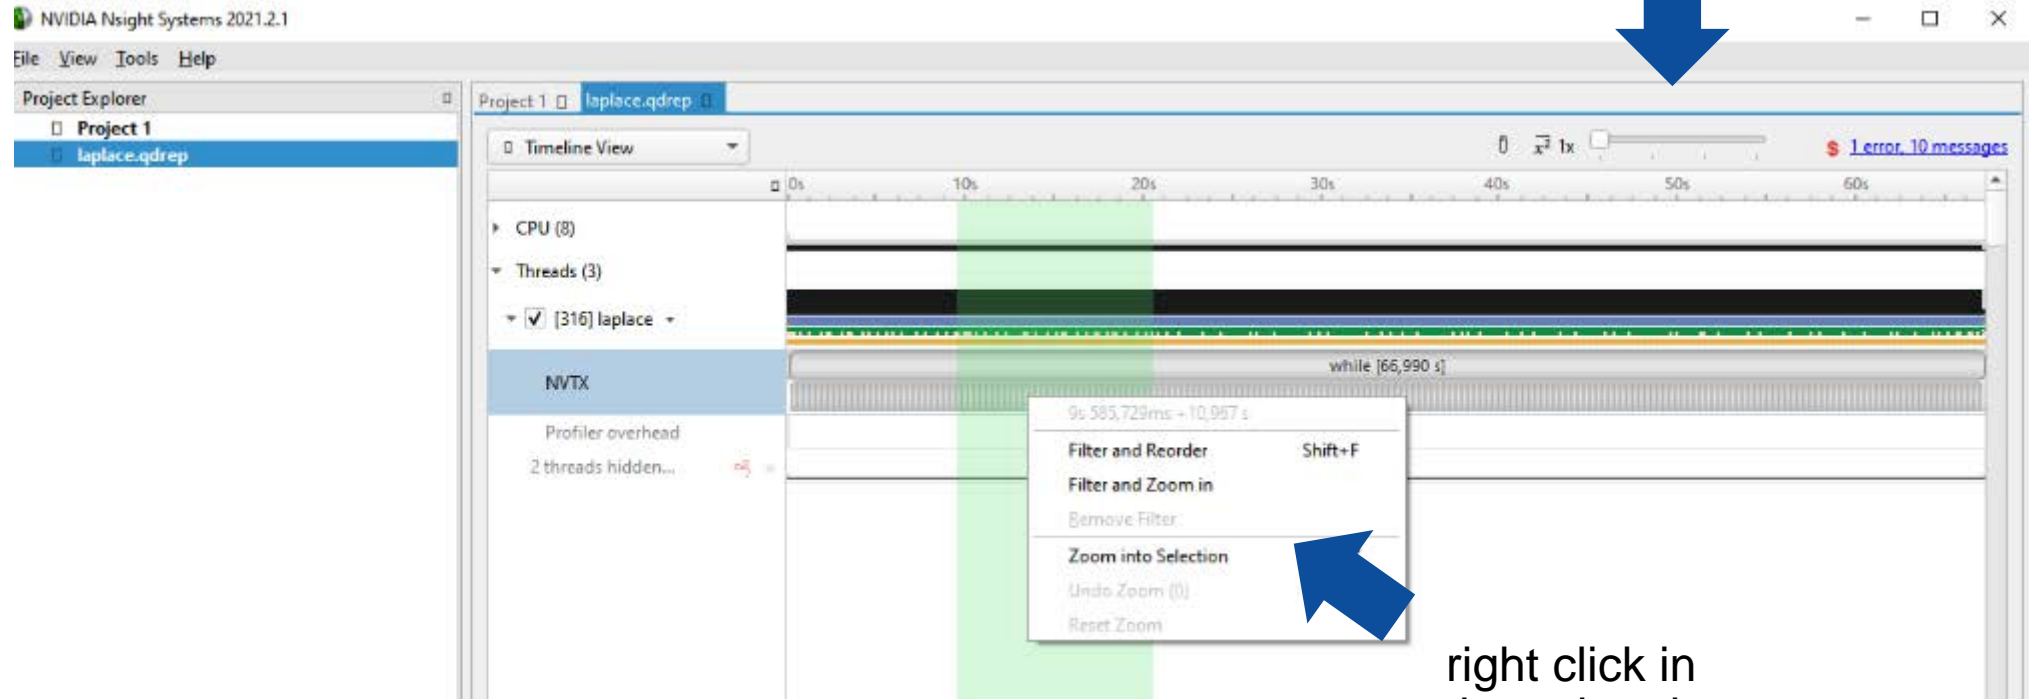 NVIDIA Nsight Systems 2021.2.1
File View Tools Help
Project Explorer
Project 1
laplace.qdrep
Project 1 laplace.qdrep
Timeline View
1x
1 error, 10 messages
0s 10s 20s 30s 40s 50s 60s
CPU (8)
Threads (3)
[316] laplace
NVTX
while [66,990 s]
Profiler overhead
2 threads hidden...
9s 585,729ms - 10,967 s
Filter and Reorder Shift+F
Filter and Zoom in
Remove Filter
Zoom into Selection
Undo Zoom (0)
Reset Zoom
right click in